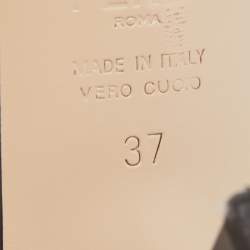 ROMA
MADE IN ITALY
VERO CUOIO
37